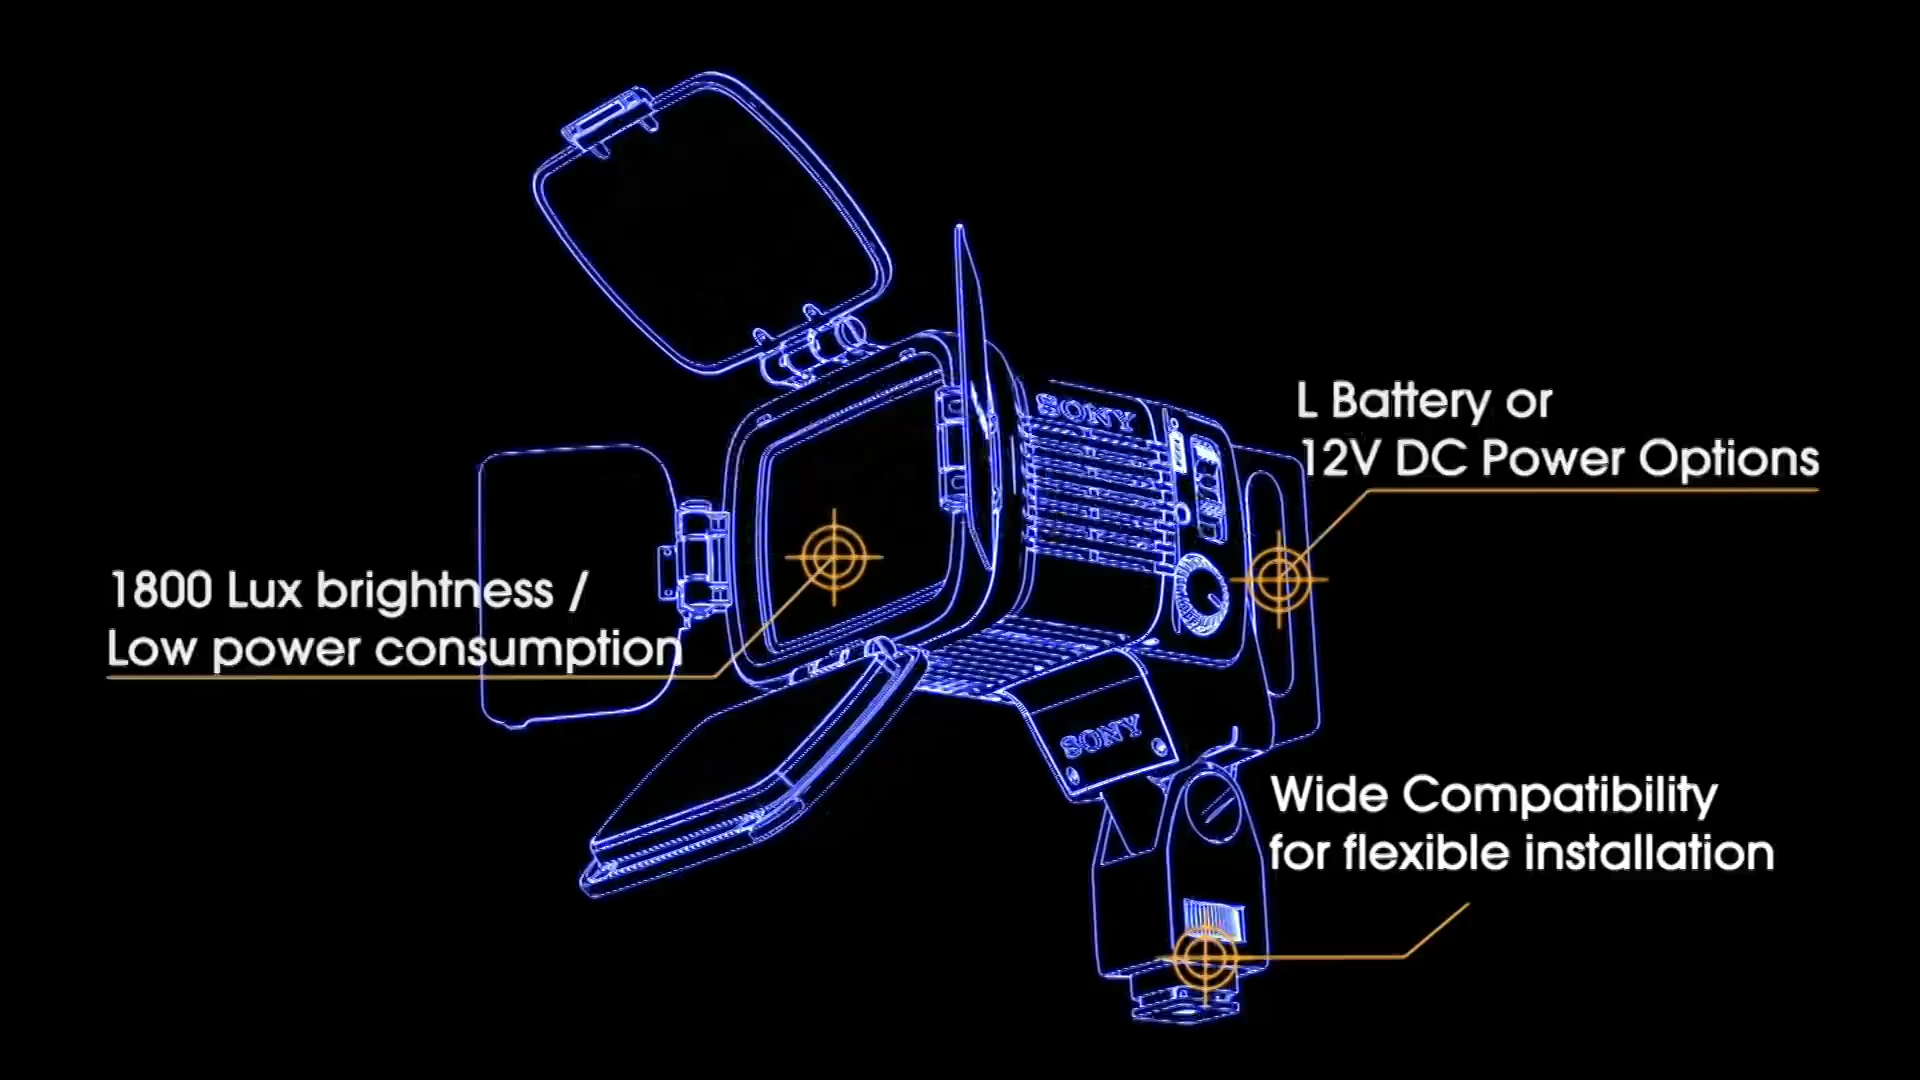 SONY
L Battery or
12V DC Power Options
1800 Lux brightness /
Low power consumption
SONY
Wide Compatibility
for flexible installation